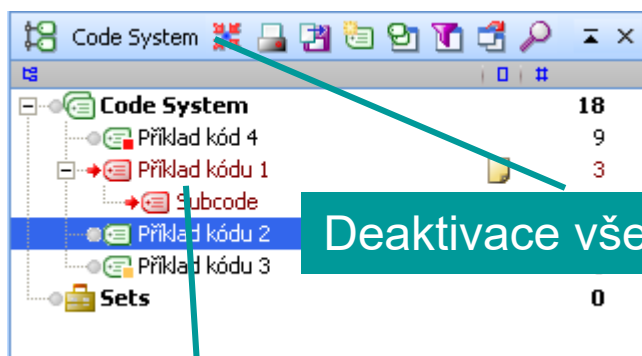 Code System
#
Code System 18
Příklad kód 4 9
Příklad kódu 1 3
Subcode
Příklad kódu 2
Deaktivace vše
Příklad kódu 3
Sets 0